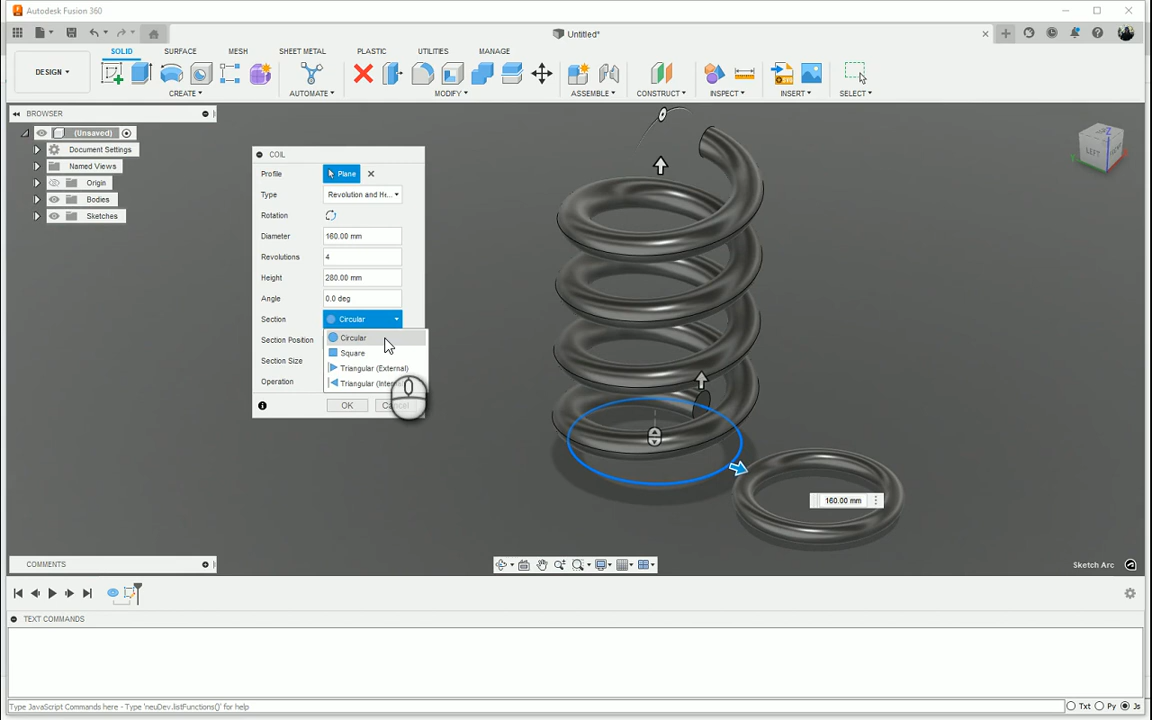 Autodesk Fusion 360
Untitled*
DESIGN
SOLID
SURFACE
MESH
SHEET METAL
PLASTIC
UTILITIES
MANAGE
CREATE
AUTOMATE
MODIFY
ASSEMBLE
CONSTRUCT
INSPECT
INSERT
SELECT
BROWSER
(Unsaved)
Document Settings
Named Views
Origin
Bodies
Sketches
COIL
Profile
Plane
Type
Revolution and He...
Rotation
Diameter
160.00 mm
Revolutions
4
Height
280.00 mm
Angle
0.0 deg
Section
Circular
Section Position
Section Size
Operation
Circular
Square
Triangular (External)
Triangular
OK
Z
LEFT
160.00 mm
COMMENTS
Sketch Arc
TEXT COMMANDS
Type JavaScript Commands here - Type 'neuDev.listFunctions()' for help
Txt
Py
Js